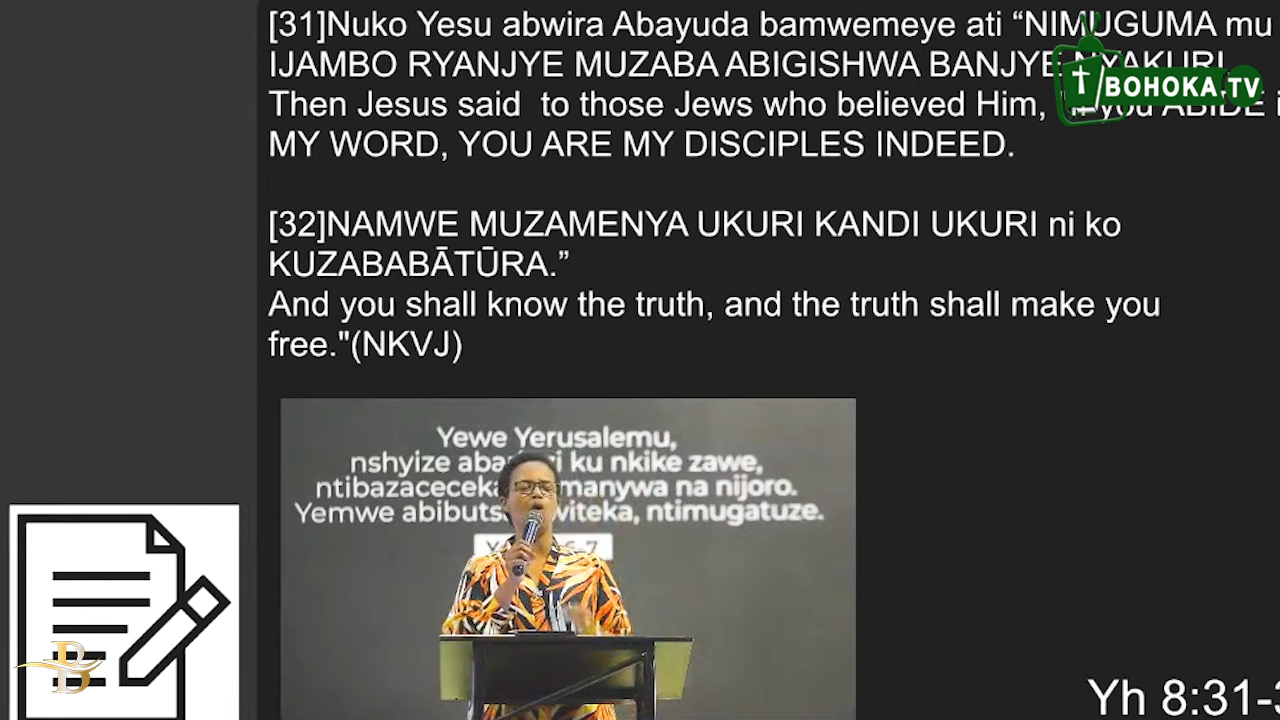 [31]Nuko Yesu abwira Abayuda bamwemeye ati “NIMUGUMA mu
IJAMBO RYANJYE MUZABA ABIGISHWA BANJYE
BOHOKA.TV
Then Jesus said to those Jews who believed Him, you ABIDE
MY WORD, YOU ARE MY DISCIPLES INDEED.
[32]NAMWE MUZAMENYA UKURI KANDI UKURI ni ko
KUZABABĀTŪRA.”
And you shall know the truth, and the truth shall make you
free."(NKVJ)
Yewe Yerusalemu,
nshyize ku nkike zawe,
na nijoro.
Yemwe ntimugatuze.
Yh 8:31-